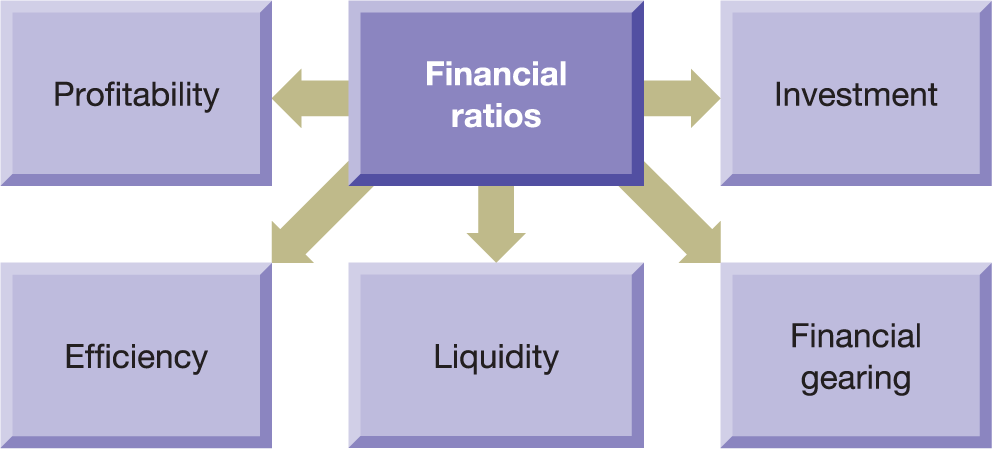 Profitability
Financial
ratios
Investment
Efficiency
Liquidity
Financial
gearing